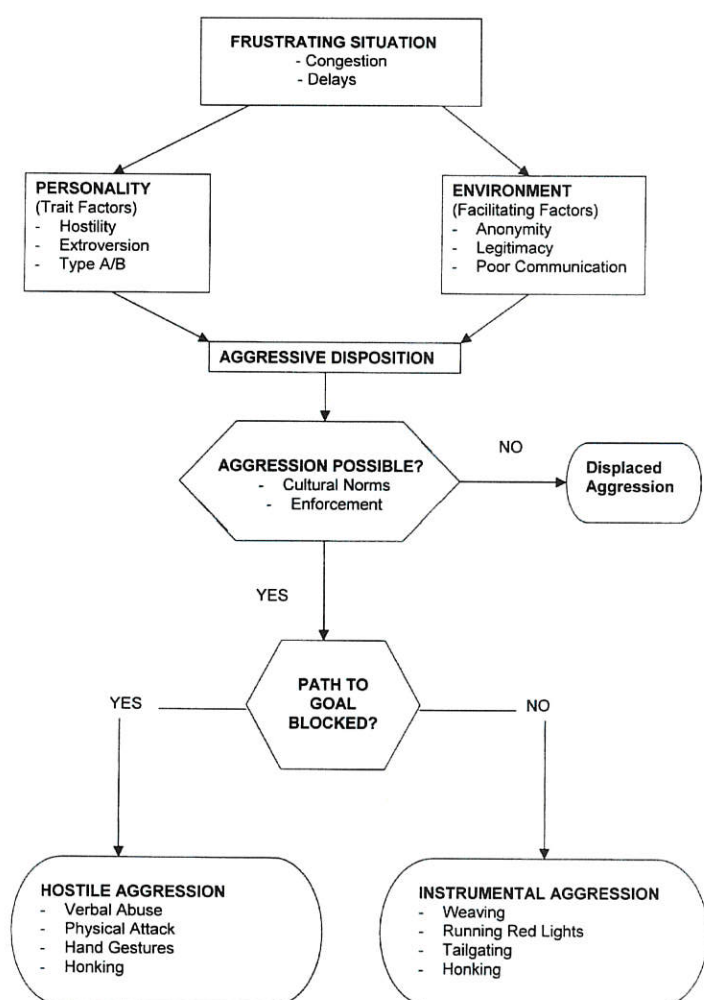 FRUSTRATING SITUATION
- Congestion
- Delays
PERSONALITY
(Trait Factors)
- Hostility
- Extroversion
- Type A/B
ENVIRONMENT
(Facilitating Factors)
- Anonymity
- Legitimacy
- Poor Communication
AGGRESSIVE DISPOSITION
AGGRESSION POSSIBLE?
- Cultural Norms
- Enforcement
NO
Displaced
Aggression
YES
PATH TO
GOAL
BLOCKED?
YES
NO
HOSTILE AGGRESSION
- Verbal Abuse
- Physical Attack
- Hand Gestures
- Honking
INSTRUMENTAL AGGRESSION
- Weaving
- Running Red Lights
- Tailgating
- Honking